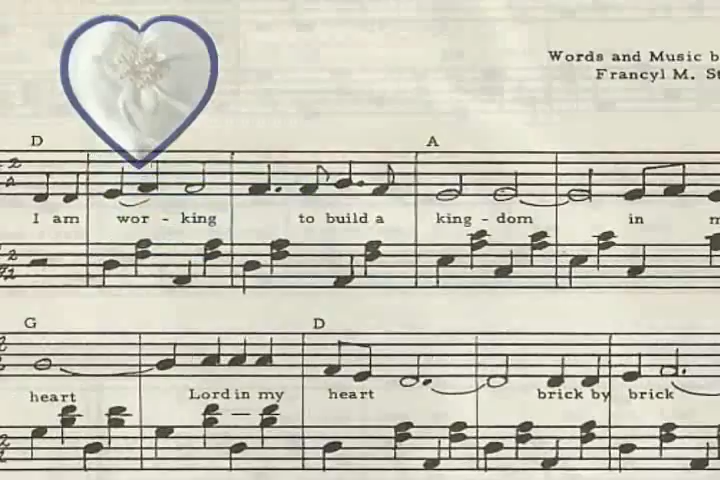 Words and Music b
Francyl M. St
D A
I am wor - king to build a king - dom in m
G D
heart Lord in my heart brick by brick